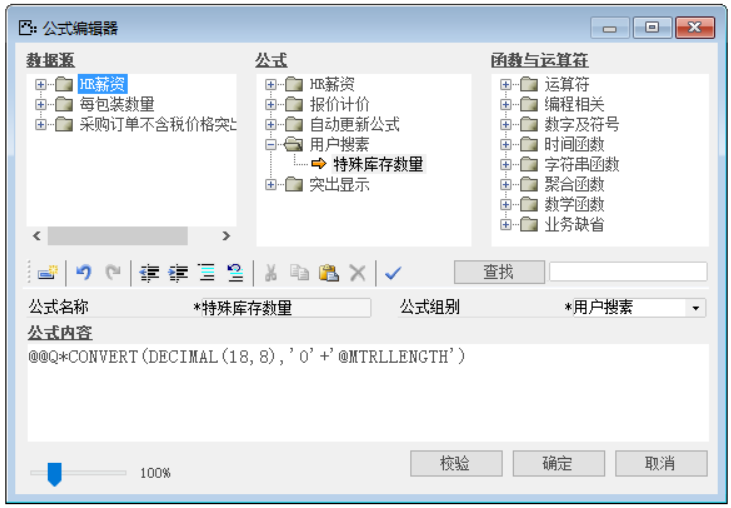 公式编辑器
数据源
HR薪资
每包装数量
采购订单不含税价格突出
公式
HR薪资
报价计价
自动更新公式
用户搜素
特殊库存数量
突出显示
函数与运算符
运算符
编程相关
数字及符号
时间函数
字符串函数
聚合函数
数学函数
业务缺省
查找
公式名称 *特殊库存数量 公式组别 *用户搜素
公式内容
@@Q*CONVERT(DECIMAL(18,8),'0'+'@MTRLLENGTH')
100% 校验 确定 取消